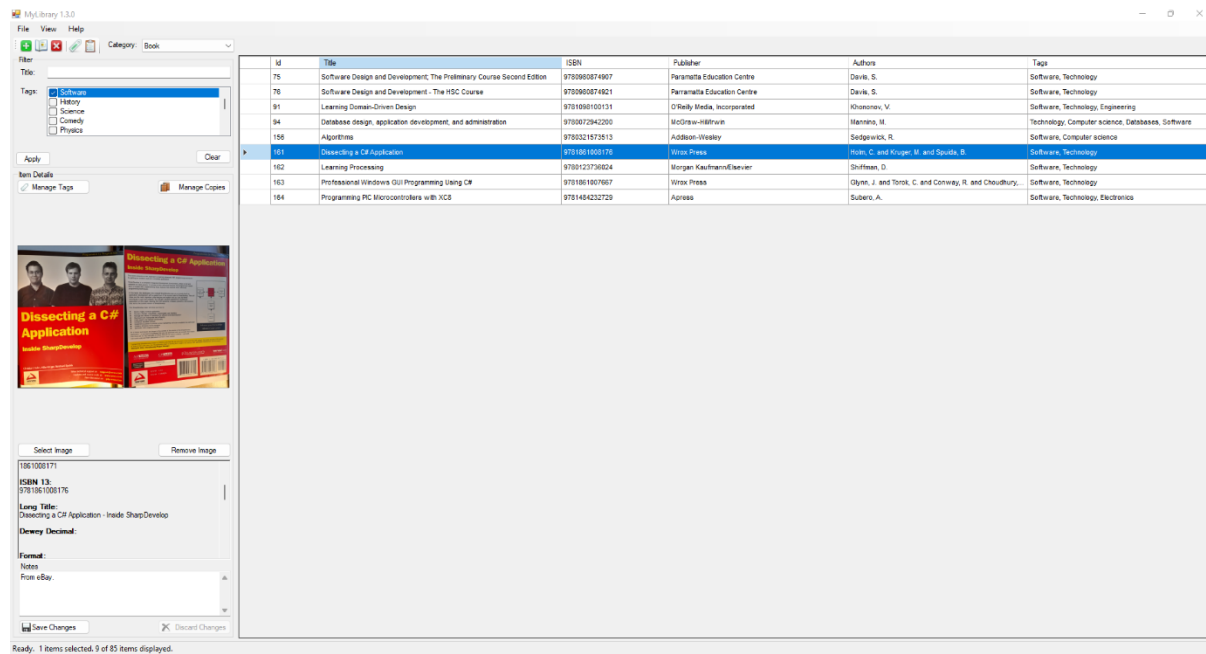 MyLibrary 1.3.0
File View Help
Category: Book
Filter
Title:
Tags:
Software
History
Science
Comedy
Physics
Apply Clear
Item Details
Manage Tags Manage Copies
Dissecting a C# Application
Inside SharpDevelop
Dissecting a C#
Application
Inside SharpDevelop
Select Image Remove Image
1861008171
ISBN 13:
9781861008176
Long Title:
Dissecting a C# Application - Inside SharpDevelop
Dewey Decimal:
Format:
Notes
From eBay.
Save Changes Discard Changes
Id Title ISBN Publisher Authors Tags
75 Software Design and Development; The Preliminary Course Second Edition 9780980874907 Paramatta Education Centre Davis, S. Software, Technology
76 Software Design and Development - The HSC Course 9780980874921 Parramatta Education Centre Davis, S. Software, Technology
91 Learning Domain-Driven Design 9781098100131 O'Reilly Media, Incorporated Khononov, V. Software, Technology, Engineering
94 Database design, application development, and administration 9780072942200 McGraw-Hill/Irwin Mannino, M. Technology, Computer science, Databases, Software
156 Algorithms 9780321573513 Addison-Wesley Sedgewick, R. Software, Computer science
161 Dissecting a C# Application 9781861008176 Wrox Press Holm, C. and Kruger, M. and Spuida, B. Software, Technology
162 Learning Processing 9780123736024 Morgan Kaufmann/Elsevier Shiffman, D. Software, Technology
163 Professional Windows GUI Programming Using C# 9781861007667 Wrox Press Glynn, J. and Torok, C. and Conway, R. and Choudhury,... Software, Technology
164 Programming PIC Microcontrollers with XC8 9781484232729 Apress Subero, A. Software, Technology, Electronics
Ready. 1 items selected. 9 of 85 items displayed.